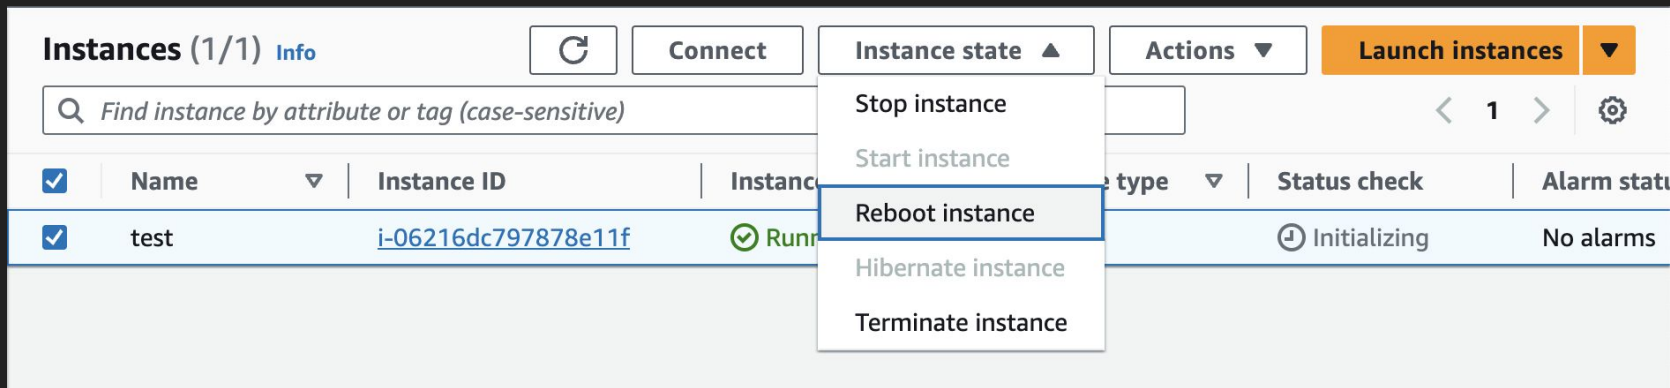 Instances (1/1) Info
Connect
Instance state
Actions
Launch instances
Find instance by attribute or tag (case-sensitive)
1
Stop instance
Start instance
Reboot instance
Hibernate instance
Terminate instance
Name
Instance ID
Instanc
e type
Status check
Alarm statu
test
i-06216dc797878e11f
Runn
Initializing
No alarms